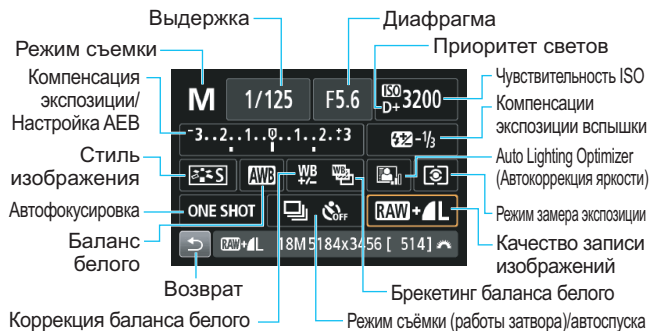 Выдержка
Диафрагма
Режим съемки
Приоритет светов
Компенсация
экспозиции/
Настройка AEB
Чувствительность ISO
Компенсации
экспозиции вспышки
Стиль
изображения
Auto Lighting Optimizer
(Автокоррекция яркости)
Автофокусировка
Режим замера экспозиции
Баланс
белого
Качество записи
изображений
Возврат
Брекетинг баланса белого
Коррекция баланса белого
Режим съёмки (работы затвора)/автоспуска
M 1/125 F5.6 ISO D+ 3200
-3..2..1..0..1..2.+3 -1/3
S AWB WB +/- WB
ONE SHOT OFF RAW+L
RAW+L 18M 5184x3456 [ 514]